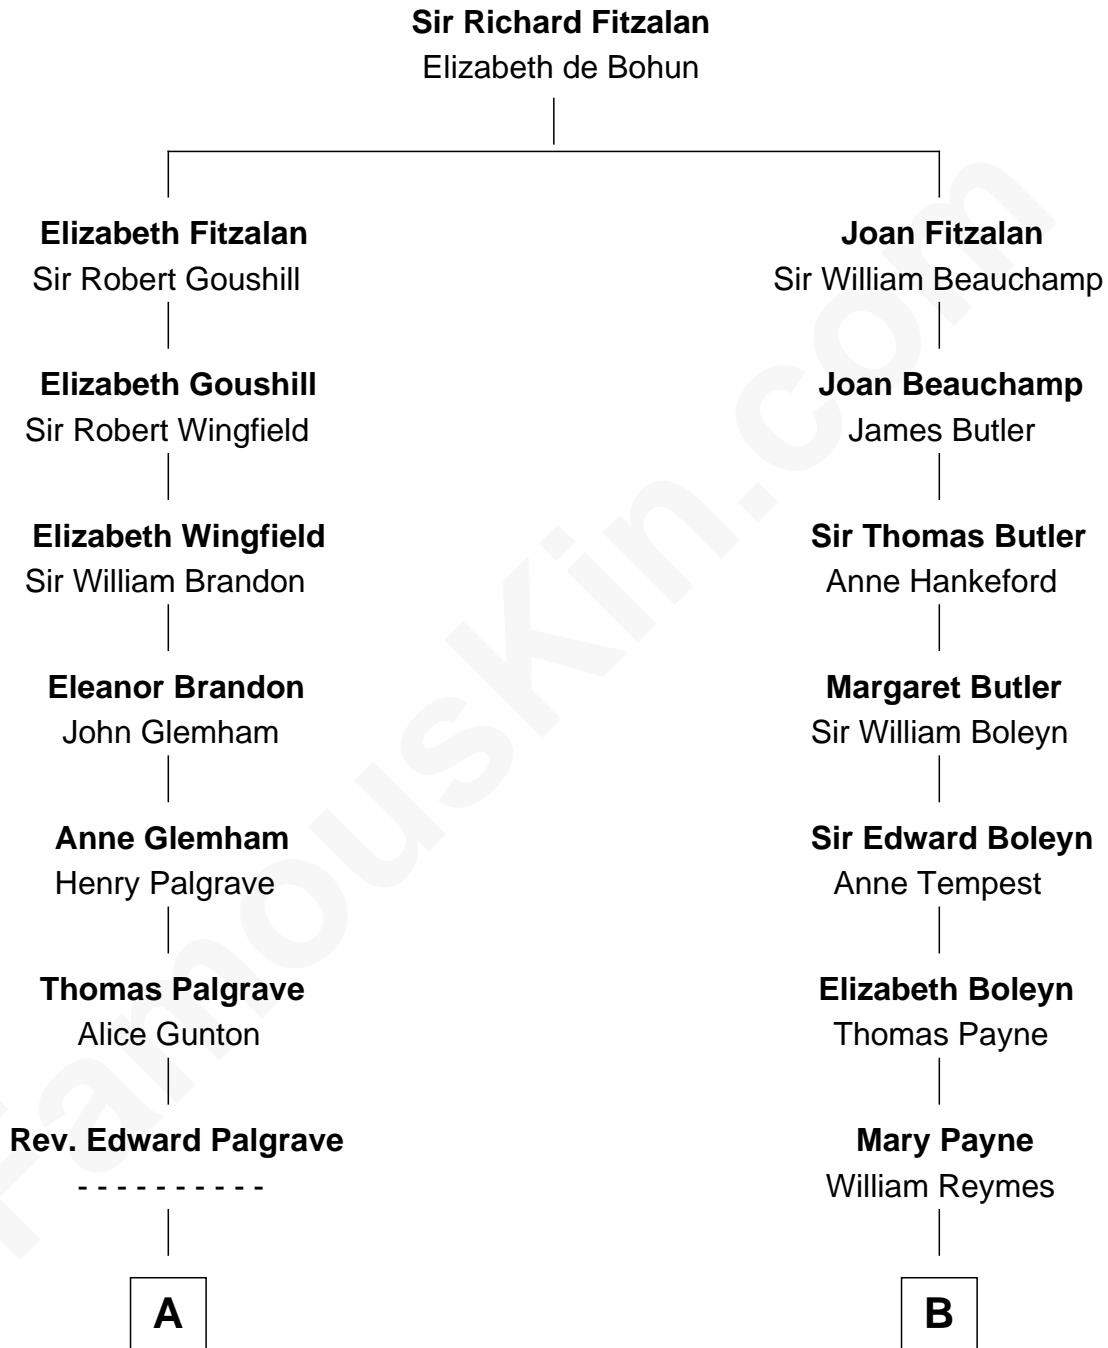 Sir Richard Fitzalan
Elizabeth de Bohun
Elizabeth Fitzalan
Sir Robert Goushill
Joan Fitzalan
Sir William Beauchamp
Elizabeth Goushill
Sir Robert Wingfield
Joan Beauchamp
James Butler
Elizabeth Wingfield
Sir William Brandon
Sir Thomas Butler
Anne Hankeford
Eleanor Brandon
John Glemham
Margaret Butler
Sir William Boleyn
Anne Glemham
Henry Palgrave
Sir Edward Boleyn
Anne Tempest
Thomas Palgrave
Alice Gunton
Elizabeth Boleyn
Thomas Payne
Rev. Edward Palgrave
- - - - - - - - - -
Mary Payne
William Reymes
A
B
FamousKin.com